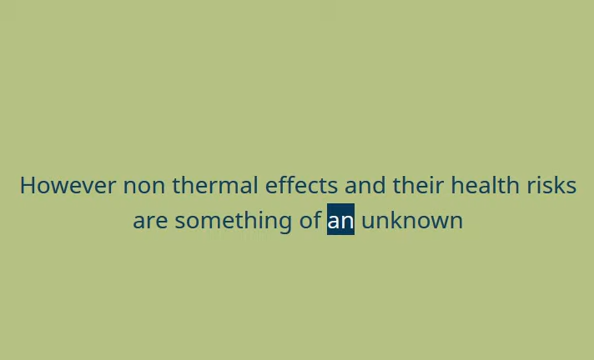 However non thermal effects and their health risks
are something of an unknown